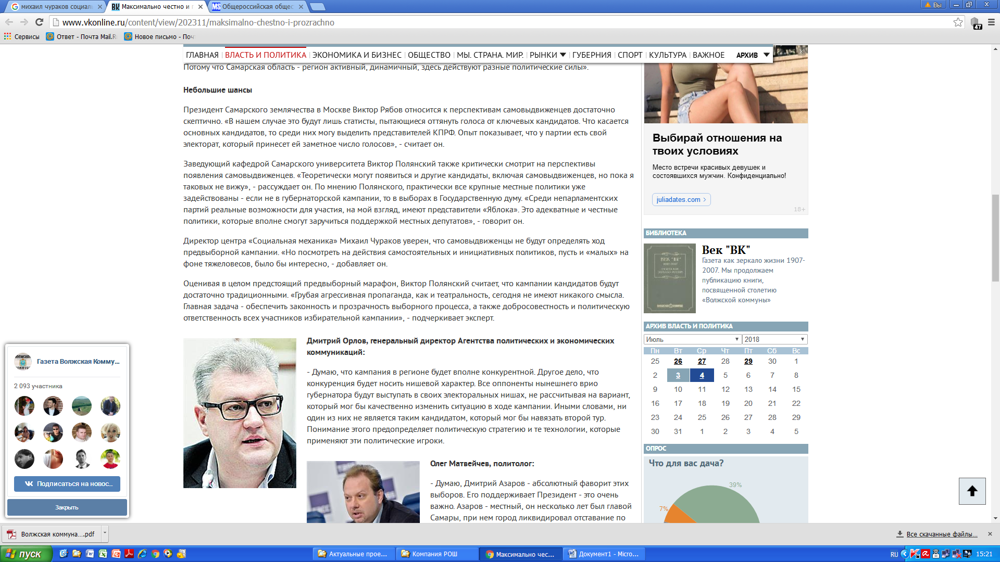 михаил чураков социаль
Максимально честно и п
Общероссийская общес
Вы
www.vkonline.ru/content/view/202311/maksimalno-chestno-i-prozrachno
47
Сервисы
Ответ - Почта Mail.R
Новое письмо - Поч
ГЛАВНАЯ | ВЛАСТЬ И ПОЛИТИКА | ЭКОНОМИКА И БИЗНЕС | ОБЩЕСТВО | МЫ. СТРАНА. МИР. | РЫНКИ | ГУБЕРНИЯ | СПОРТ | КУЛЬТУРА | ВАЖНОЕ АРХИВ
Потому что Самарская область - регион активный, динамичный, здесь действуют разные политические силы».
Небольшие шансы
Президент Самарского землячества в Москве Виктор Рябов относится к перспективам самовыдвиженцев достаточно
скептично. «В нашем случае это будут лишь статисты, пытающиеся оттянуть голоса от ключевых кандидатов. Что касается
основных кандидатов, то среди них могу выделить представителей КПРФ. Опыт показывает, что у партии есть свой
электорат, который принесет ей заметное число голосов», - считает он.
Заведующий кафедрой Самарского университета Виктор Полянский также критически смотрит на перспективы
появления самовыдвиженцев. «Теоретически могут появиться и другие кандидаты, включая самовыдвиженцев, но пока я
таковых не вижу», - рассуждает он. По мнению Полянского, практически все крупные местные политики уже
задействованы - если не в губернаторской кампании, то в выборах в Государственную думу. «Среди непарламентских
партий реальные возможности для участия, на мой взгляд, имеют представители «Яблока». Это адекватные и честные
политики, которые вполне смогут заручиться поддержкой местных депутатов», - говорит он.
Директор центра «Социальная механика» Михаил Чураков уверен, что самовыдвиженцы не будут определять ход
предвыборной кампании. «Но посмотреть на действия самостоятельных и инициативных политиков, пусть и «малых» на
фоне тяжеловесов, было бы интересно, - добавляет он.
Оценивая в целом предстоящий предвыборный марафон, Виктор Полянский считает, что кампании кандидатов будут
достаточно традиционными. «Грубая агрессивная пропаганда, как и театральность, сегодня не имеют никакого смысла.
Главная задача - обеспечить законность и прозрачность выборного процесса, а также добросовестность и политическую
ответственность всех участников избирательной кампании», - подчеркивает эксперт.
Дмитрий Орлов, генеральный директор Агентства политических и экономических
коммуникаций:
- Думаю, что кампания в регионе будет вполне конкурентной. Другое дело, что
конкуренция будет носить нишевой характер. Все оппоненты нынешнего врио
губернатора будут выступать в своих электоральных нишах, не рассчитывая на вариант,
который мог бы качественно изменить ситуацию в ходе кампании. Иными словами, ни
один из них не является таким кандидатом, который мог бы навязать второй тур.
Понимание этого предопределяет политическую стратегию и те технологии, которые
применяют эти политические игроки.
Олег Матвейчев, политолог:
- Думаю, Дмитрий Азаров - абсолютный фаворит этих
выборов. Его поддерживает Президент - это очень
важно. Азаров - местный, он несколько лет был главой
Самары, при нем город ликвидировал отставание по
Выбирай отношения на
твоих условиях
Место встречи красивых девушек и
состоявшихся мужчин. Конфиденциально!
juliadates.com
18+
БИБЛИОТЕКА
ВЕК "ВК"
Век "ВК"
Газета как зеркало жизни 1907-
2007. Мы продолжаем
публикацию книги,
посвященной столетию
«Волжской коммуны»
АРХИВ ВЛАСТЬ И ПОЛИТИКА
Июль 2018
Пн Вт Ср Чт Пт Сб Вс
25 26 27 28 29 30 1
2 3 4 5 6 7 8
9 10 11 12 13 14 15
16 17 18 19 20 21 22
23 24 25 26 27 28 29
30 31 1 2 3 4 5
ОПРОС
Что для вас дача?
39%
7%
Газета Волжская Комму...
2 093 участника
Подписаться на новос...
Закрыть
Волжская коммуна....pdf
Все скачанные файлы...
пуск
Актуальные прое...
Компания РОШ
Максимально чес...
Документ1 - Micro...
RU
15:21